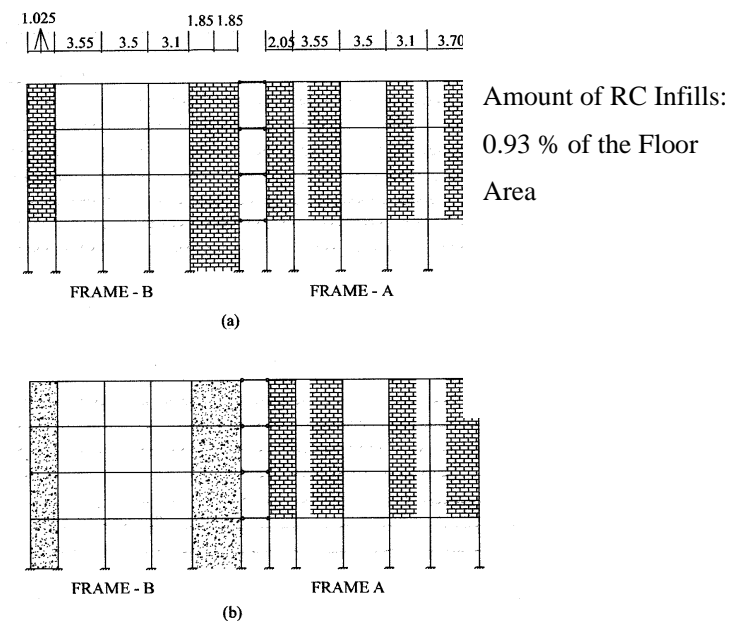 1.025
1.85 1.85
3.55 3.5 3.1
2.05 3.55 3.5 3.1 3.70
Amount of RC Infills:
0.93 % of the Floor
Area
FRAME - B
FRAME - A
(a)
FRAME - B
FRAME A
(b)